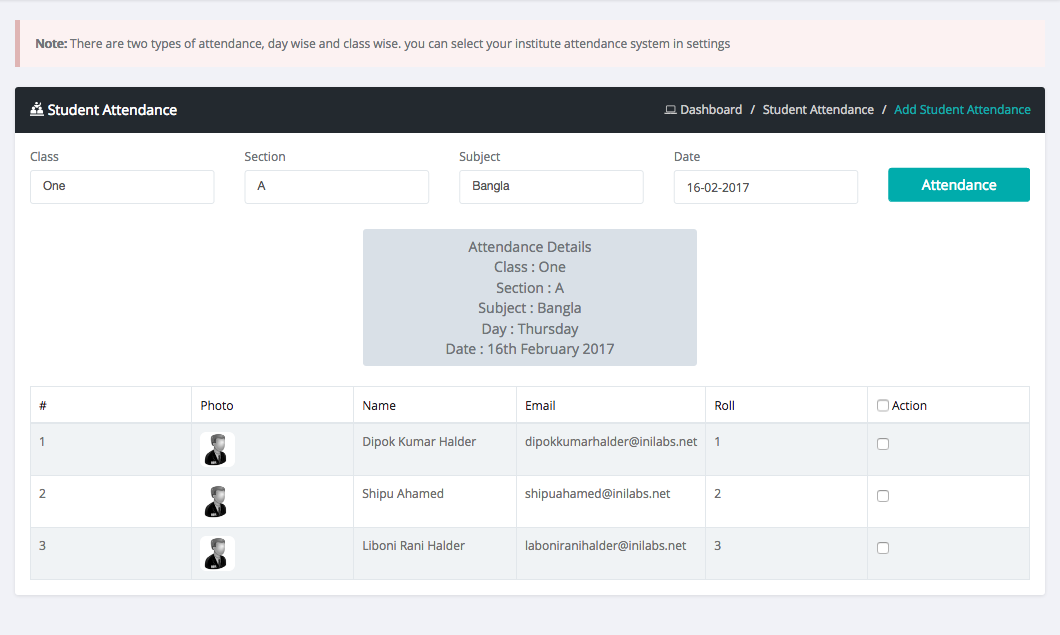 Note: There are two types of attendance, day wise and class wise. you can select your institute attendance system in settings
Student Attendance
Dashboard / Student Attendance / Add Student Attendance
Class Section Subject Date
One A Bangla 16-02-2017 Attendance
Attendance Details
Class : One
Section : A
Subject : Bangla
Day : Thursday
Date : 16th February 2017
# Photo Name Email Roll Action
1 Dipok Kumar Halder dipokkumarhalder@inilabs.net 1
2 Shipu Ahamed shipuahamed@inilabs.net 2
3 Liboni Rani Halder laboniranihalder@inilabs.net 3